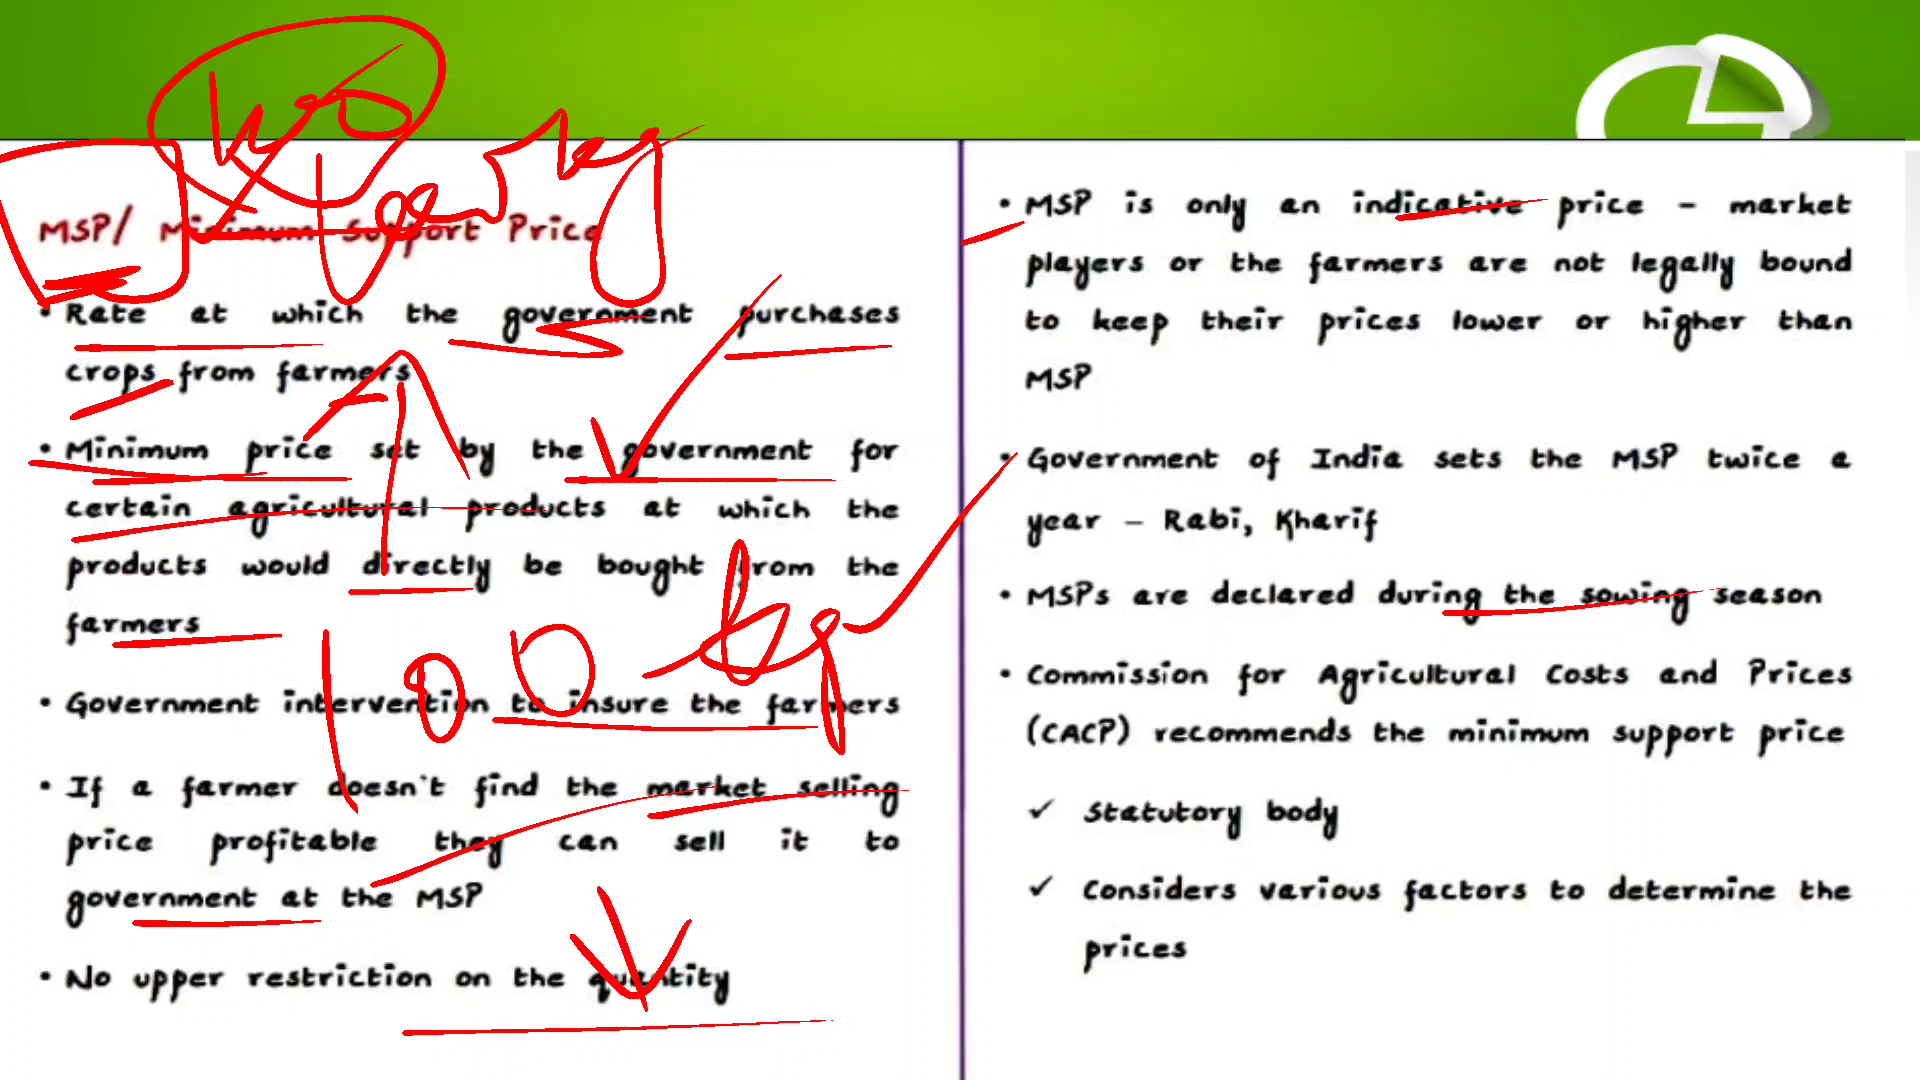 MSP/ Minimum Support Price
• Rate at which the government purchases
crops from farmers
• Minimum price set by the government for
certain agricultural products at which the
products would directly be bought from the
farmers
100 kg
• Government intervention to insure the farmers
• If a farmer doesn't find the market selling
price profitable they can sell it to
government at the MSP
• No upper restriction on the quantity
• MSP is only an indicative price - market
players or the farmers are not legally bound
to keep their prices lower or higher than
MSP
• Government of India sets the MSP twice a
year - Rabi, Kharif
• MSPs are declared during the sowing season
• Commission for Agricultural Costs and Prices
(CACP) recommends the minimum support price
✓ Statutory body
✓ Considers various factors to determine the
prices